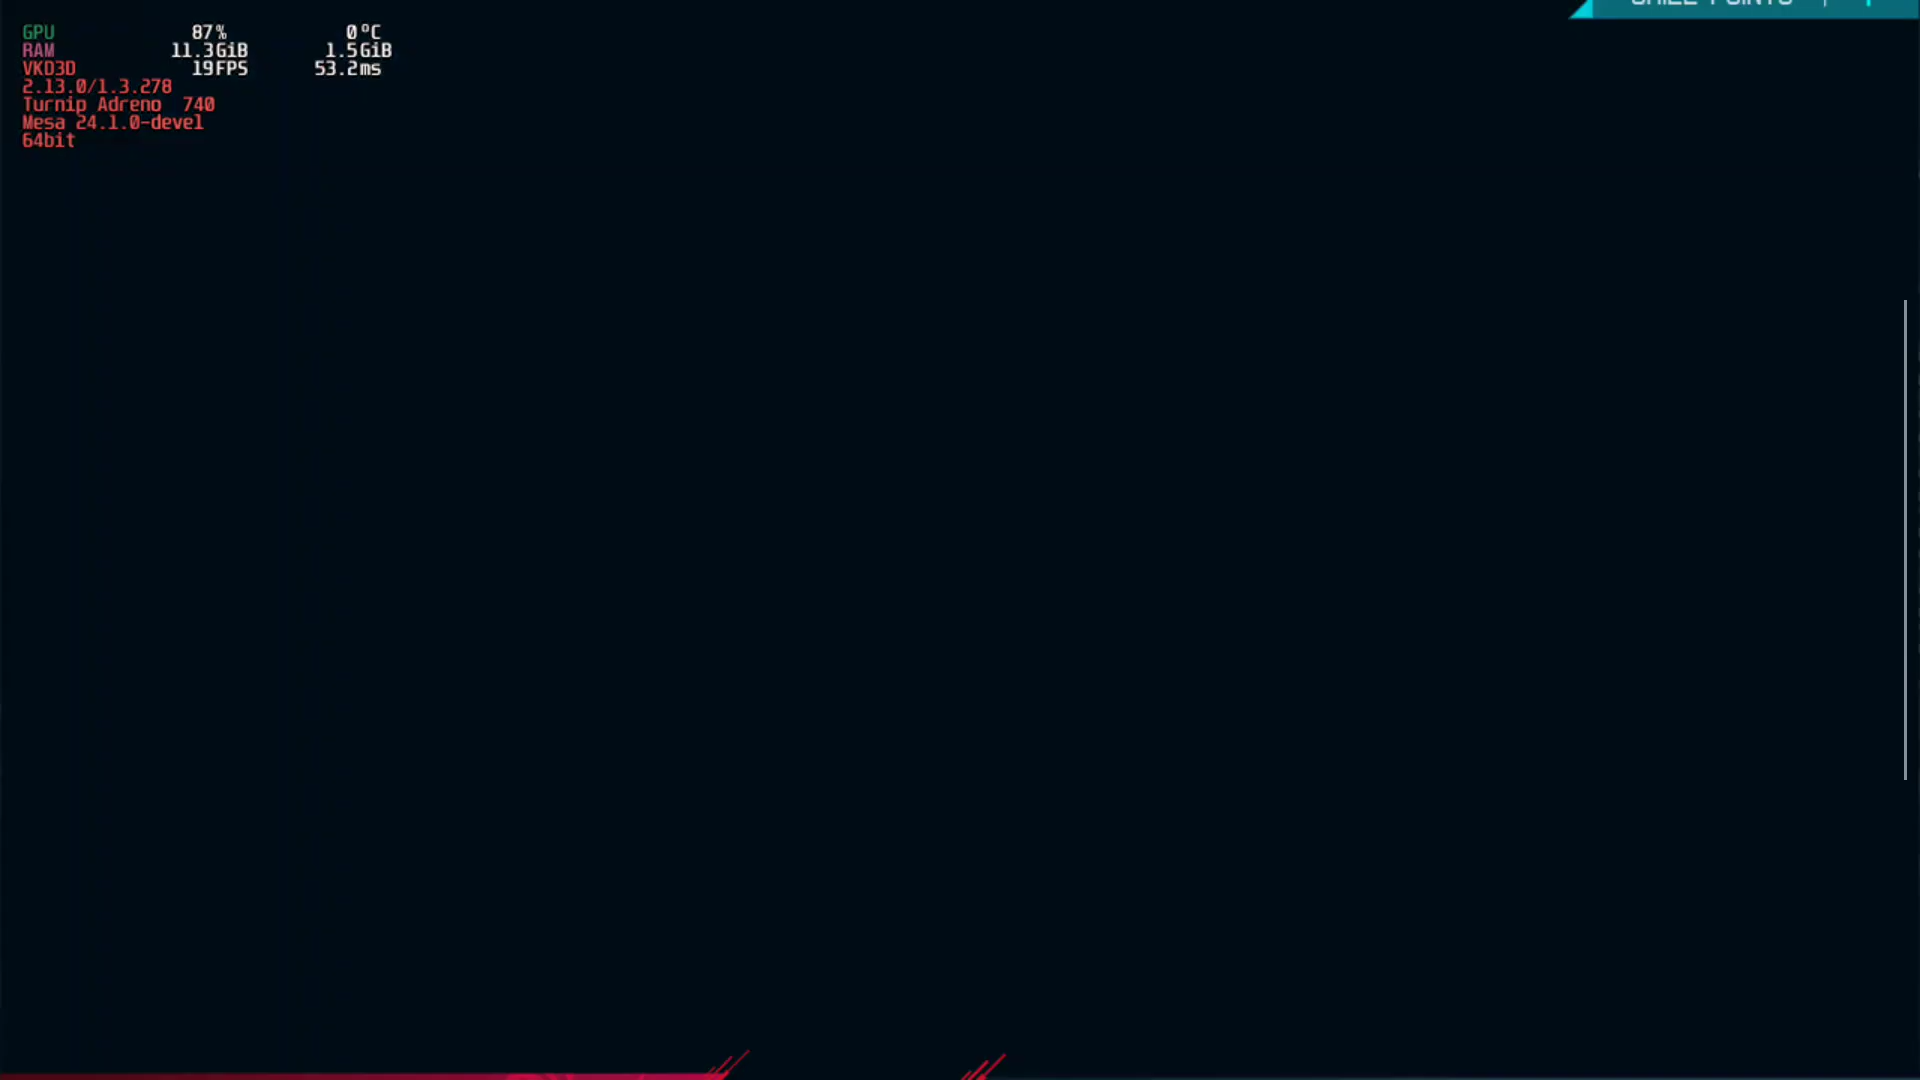 GPU 87% 0°C
RAM 11.3GiB 1.5GiB
VKD3D 19FPS 53.2ms
2.13.0/1.3.278
Turnip Adreno 740
Mesa 24.1.0-devel
64bit